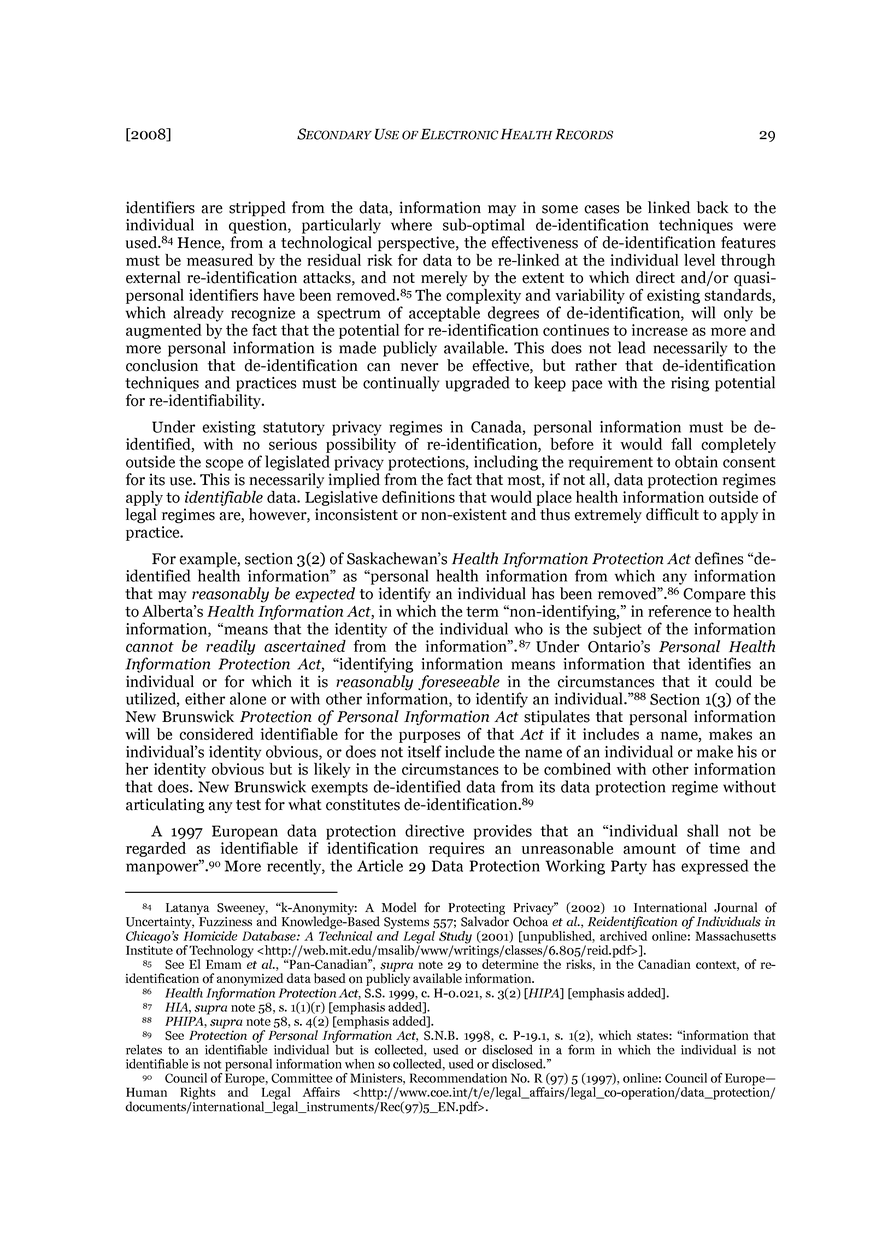 [2008] SECONDARY USE OF ELECTRONIC HEALTH RECORDS 29
identifiers are stripped from the data, information may in some cases be linked back to the
individual in question, particularly where sub-optimal de-identification techniques were
used.84 Hence, from a technological perspective, the effectiveness of de-identification features
must be measured by the residual risk for data to be re-linked at the individual level through
external re-identification attacks, and not merely by the extent to which direct and/or quasi-
personal identifiers have been removed.85 The complexity and variability of existing standards,
which already recognize a spectrum of acceptable degrees of de-identification, will only be
augmented by the fact that the potential for re-identification continues to increase as more and
more personal information is made publicly available. This does not lead necessarily to the
conclusion that de-identification can never be effective, but rather that de-identification
techniques and practices must be continually upgraded to keep pace with the rising potential
for re-identifiability.
Under existing statutory privacy regimes in Canada, personal information must be de-
identified, with no serious possibility of re-identification, before it would fall completely
outside the scope of legislated privacy protections, including the requirement to obtain consent
for its use. This is necessarily implied from the fact that most, if not all, data protection regimes
apply to identifiable data. Legislative definitions that would place health information outside of
legal regimes are, however, inconsistent or non-existent and thus extremely difficult to apply in
practice.
For example, section 3(2) of Saskachewan's Health Information Protection Act defines “de-
identified health information” as “personal health information from which any information
that may reasonably be expected to identify an individual has been removed”.86 Compare this
to Alberta's Health Information Act, in which the term “non-identifying,” in reference to health
information, “means that the identity of the individual who is the subject of the information
cannot be readily ascertained from the information”.87 Under Ontario's Personal Health
Information Protection Act, “identifying information means information that identifies an
individual or for which it is reasonably foreseeable in the circumstances that it could be
utilized, either alone or with other information, to identify an individual.”88 Section 1(3) of the
New Brunswick Protection of Personal Information Act stipulates that personal information
will be considered identifiable for the purposes of that Act if it includes a name, makes an
individual's identity obvious, or does not itself include the name of an individual or make his or
her identity obvious but is likely in the circumstances to be combined with other information
that does. New Brunswick exempts de-identified data from its data protection regime without
articulating any test for what constitutes de-identification.89
A 1997 European data protection directive provides that an “individual shall not be
regarded as identifiable if identification requires an unreasonable amount of time and
manpower”.90 More recently, the Article 29 Data Protection Working Party has expressed the
84 Latanya Sweeney, “k-Anonymity: A Model for Protecting Privacy” (2002) 10 International Journal of
Uncertainty, Fuzziness and Knowledge-Based Systems 557; Salvador Ochoa et al., Reidentification of Individuals in
Chicago's Homicide Database: A Technical and Legal Study (2001) [unpublished, archived online: Massachusetts
Institute of Technology <http://web.mit.edu/msalib/www/writings/classes/6.805/reid.pdf>].
85 See El Emam et al., “Pan-Canadian”, supra note 29 to determine the risks, in the Canadian context, of re-
identification of anonymized data based on publicly available information.
86 Health Information Protection Act, S.S. 1999, c. H-0.021, s. 3(2) [HIPA] [emphasis added].
87 HIA, supra note 58, s. 1(1)(r) [emphasis added].
88 PHIPA, supra note 58, s. 4(2) [emphasis added].
89 See Protection of Personal Information Act, S.N.B. 1998, c. P-19.1, s. 1(2), which states: “information that
relates to an identifiable individual but is collected, used or disclosed in a form in which the individual is not
identifiable is not personal information when so collected, used or disclosed.”
90 Council of Europe, Committee of Ministers, Recommendation No. R (97) 5 (1997), online: Council of Europe—
Human Rights and Legal Affairs <http://www.coe.int/t/e/legal_affairs/legal_co-operation/data_protection/
documents/international_legal_instruments/Rec(97)5_EN.pdf>.